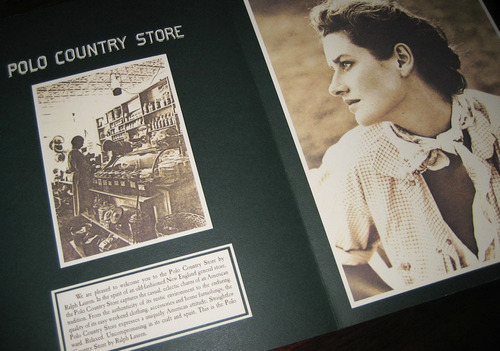 POLO COUNTRY STORE
We are pleased to welcome you to the Polo Country Store by
Ralph Lauren. In the spirit of an old-fashioned New England general store,
the Polo Country Store captures the casual, eclectic charm of an American
tradition. From the authenticity of its rustic environment to the enduring
quality of its easy weekend clothing, accessories and home furnishings, the
Polo Country Store expresses a uniquely American attitude. Straightfor-
ward. Relaxed. Uncompromising in its craft and spirit. This is the Polo
Country Store by Ralph Lauren.